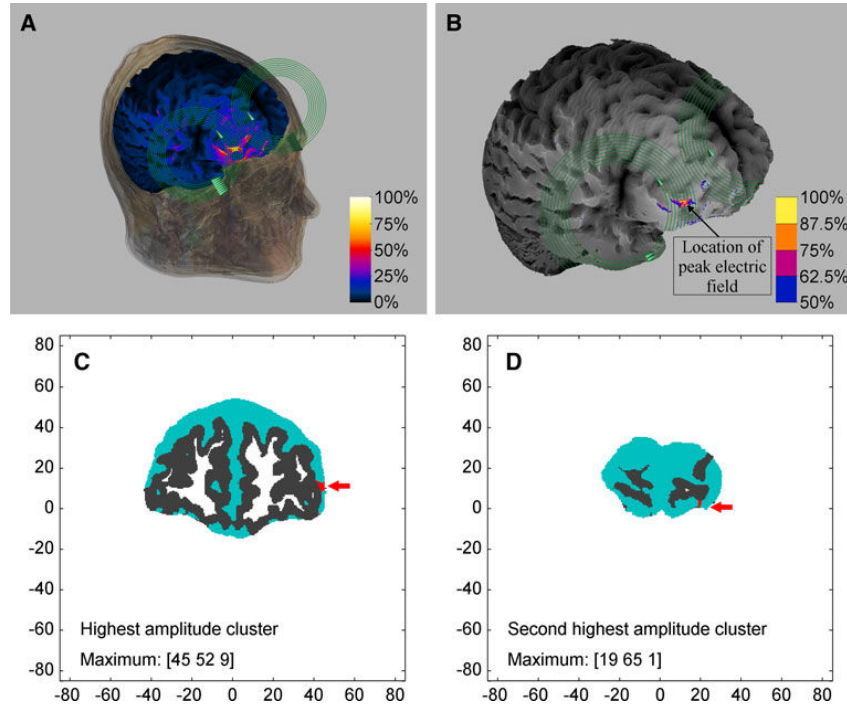 A
100%
75%
50%
25%
0%
B
100%
87.5%
75%
62.5%
50%
Location of
peak electric
field
C
80
60
40
20
0
-20
-40
-60
-80
Highest amplitude cluster
Maximum: [45 52 9]
-80 -60 -40 -20 0 20 40 60 80
D
80
60
40
20
0
-20
-40
-60
-80
Second highest amplitude cluster
Maximum: [19 65 1]
-80 -60 -40 -20 0 20 40 60 80